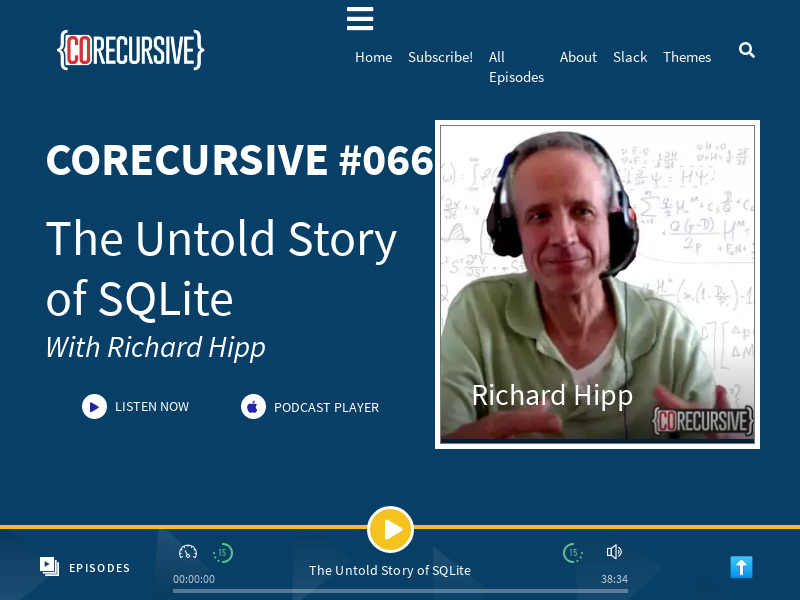 {CORECURSIVE}
Home Subscribe! All Episodes About Slack Themes
CORECURSIVE #066
The Untold Story
of SQLite
With Richard Hipp
LISTEN NOW PODCAST PLAYER
Richard Hipp
{CORECURSIVE}
EPISODES
15
00:00:00
The Untold Story of SQLite
15
38:34